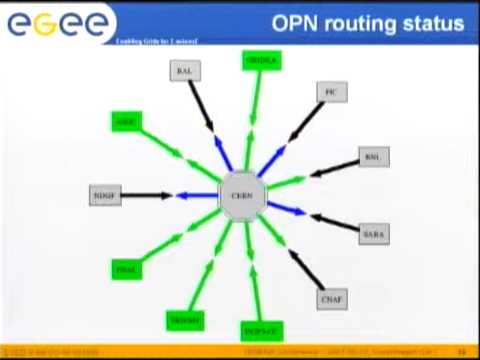 egee
OPN routing status
Enabling Grids for E-sciencE
RAL
GRIDKA
PIC
ASGC
BNL
NDGF
CERN
SARA
FNAL
CNAF
TRIUMF
IN2P3-CC